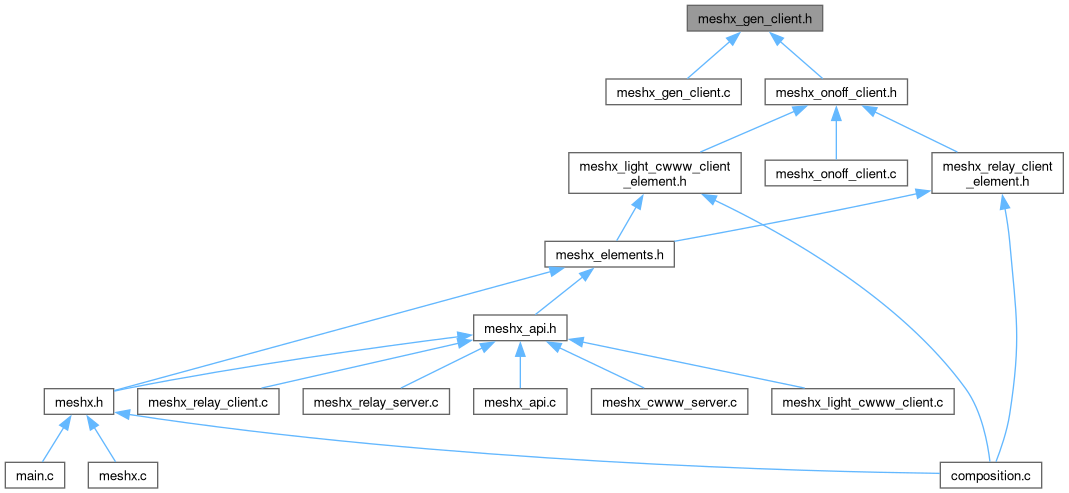 meshx_gen_client.h
meshx_gen_client.c
meshx_onoff_client.h
meshx_light_cwww_client
_element.h
meshx_onoff_client.c
meshx_relay_client
_element.h
meshx_elements.h
meshx_api.h
meshx.h
meshx_relay_client.c
meshx_relay_server.c
meshx_api.c
meshx_cwww_server.c
meshx_light_cwww_client.c
main.c
meshx.c
composition.c